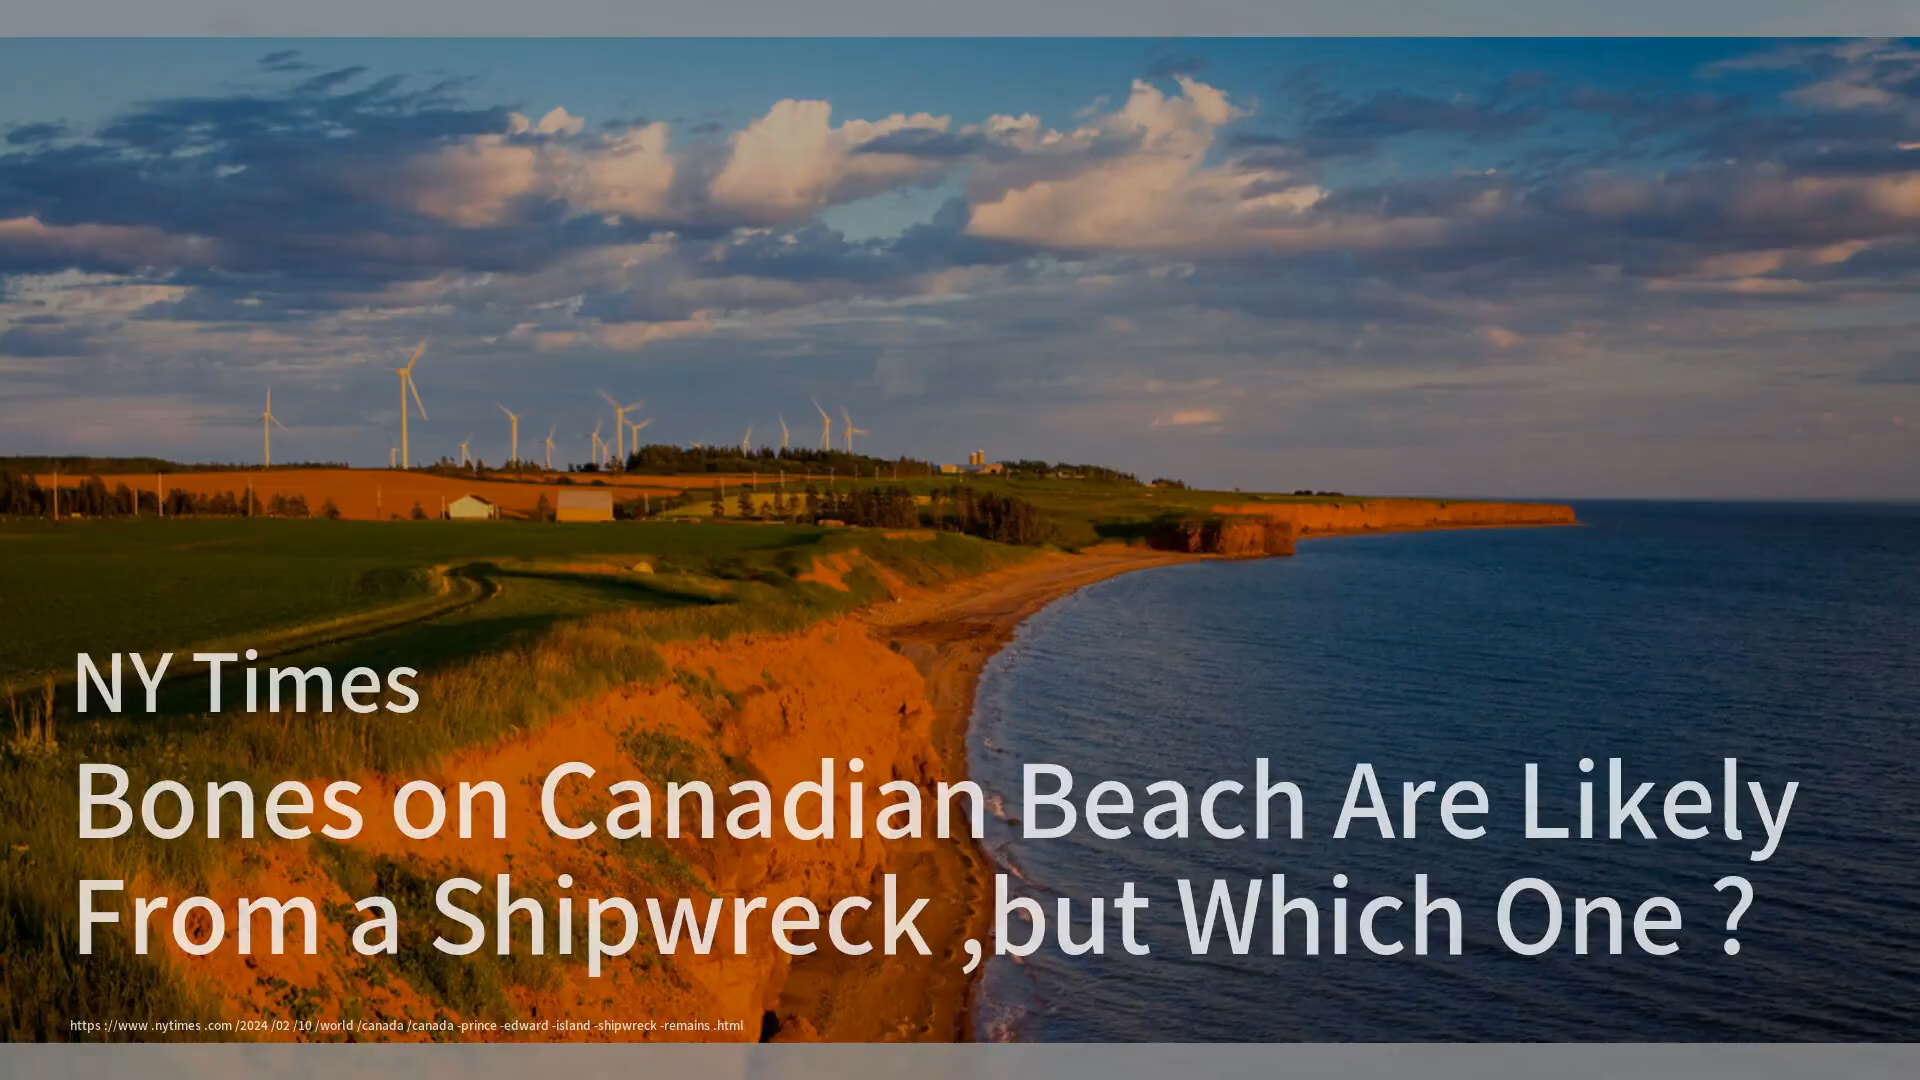 NY Times
Bones on Canadian Beach Are Likely
From a Shipwreck ,but Which One ?
https ://www .nytimes .com /2024 /02 /10 /world /canada /canada -prince -edward -island -shipwreck -remains .html